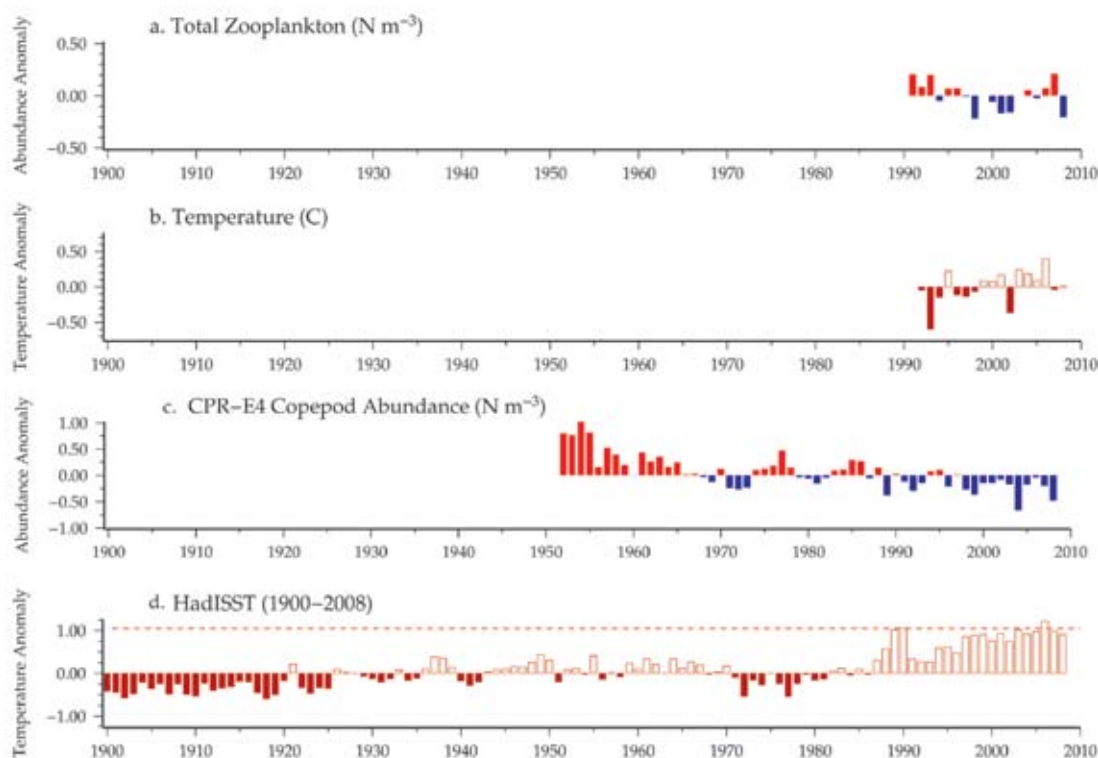 a. Total Zooplankton (N m⁻³)
Abundance Anomaly
0.50
0.00
−0.50
1900 1910 1920 1930 1940 1950 1960 1970 1980 1990 2000 2010
b. Temperature (C)
Temperature Anomaly
0.50
0.00
−0.50
1900 1910 1920 1930 1940 1950 1960 1970 1980 1990 2000 2010
c. CPR−E4 Copepod Abundance (N m⁻³)
Abundance Anomaly
1.00
0.50
0.00
−0.50
−1.00
1900 1910 1920 1930 1940 1950 1960 1970 1980 1990 2000 2010
d. HadISST (1900−2008)
Temperature Anomaly
1.00
0.00
−1.00
1900 1910 1920 1930 1940 1950 1960 1970 1980 1990 2000 2010